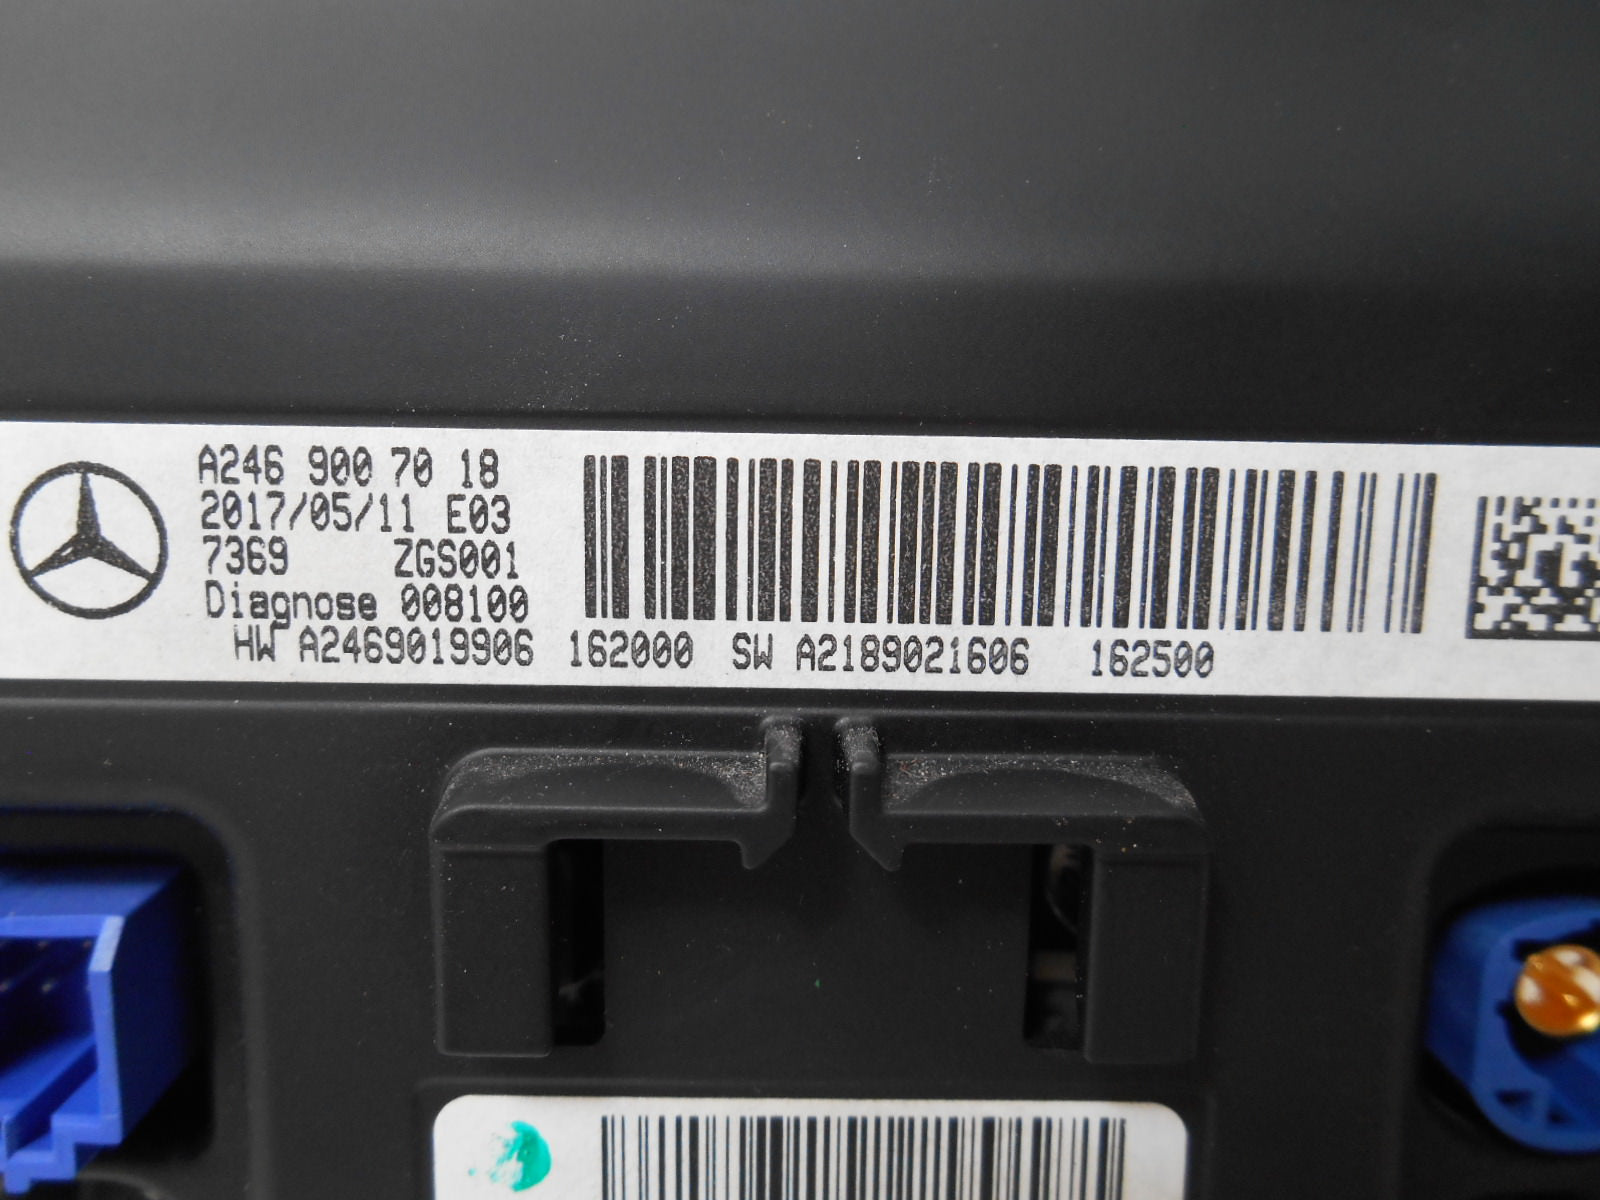 A246 900 70 18
2017/05/11 E03
7369 ZGS001
Diagnose 008100
HW A2469019906 162000 SW A2189021606 162500